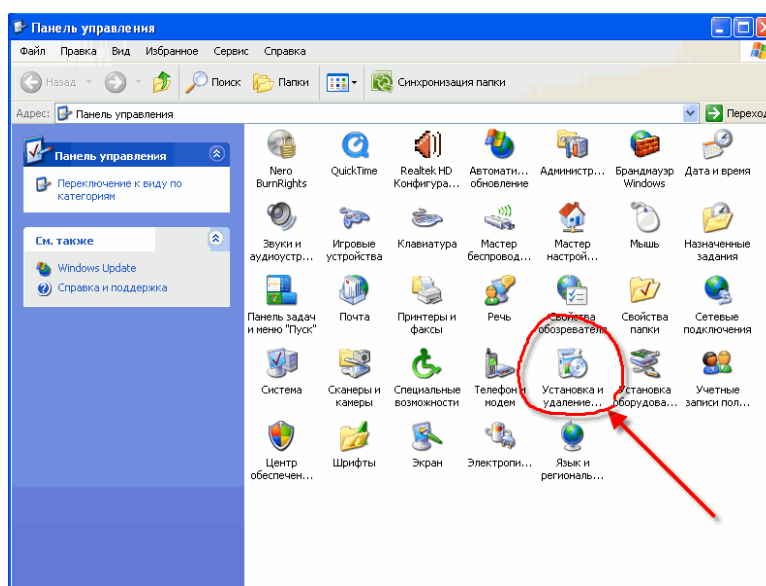 Панель управления
Файл Правка Вид Избранное Сервис Справка
Назад Поиск Папки Синхронизация папки
Адрес: Панель управления Переход
Панель управления
Переключение к виду по
категориям
См. также
Windows Update
Справка и поддержка
Nero
BurnRights
QuickTime
Realtek HD
Конфигура...
Автомати...
обновление
Администр...
Брандмауэр
Windows
Дата и время
Звуки и
аудиоустр...
Игровые
устройства
Клавиатура
Мастер
беспровод...
Мастер
настрой...
Мышь
Назначенные
задания
Панель задач
и меню "Пуск"
Почта
Принтеры и
факсы
Речь
Свойства
обозревателя
Свойства
папки
Сетевые
подключения
Система
Сканеры и
камеры
Специальные
возможности
Телефон и
модем
Установка и
удаление...
Установка
оборудова...
Учетные
записи пол...
Центр
обеспечен...
Шрифты
Экран
Электропи...
Язык и
региональ...